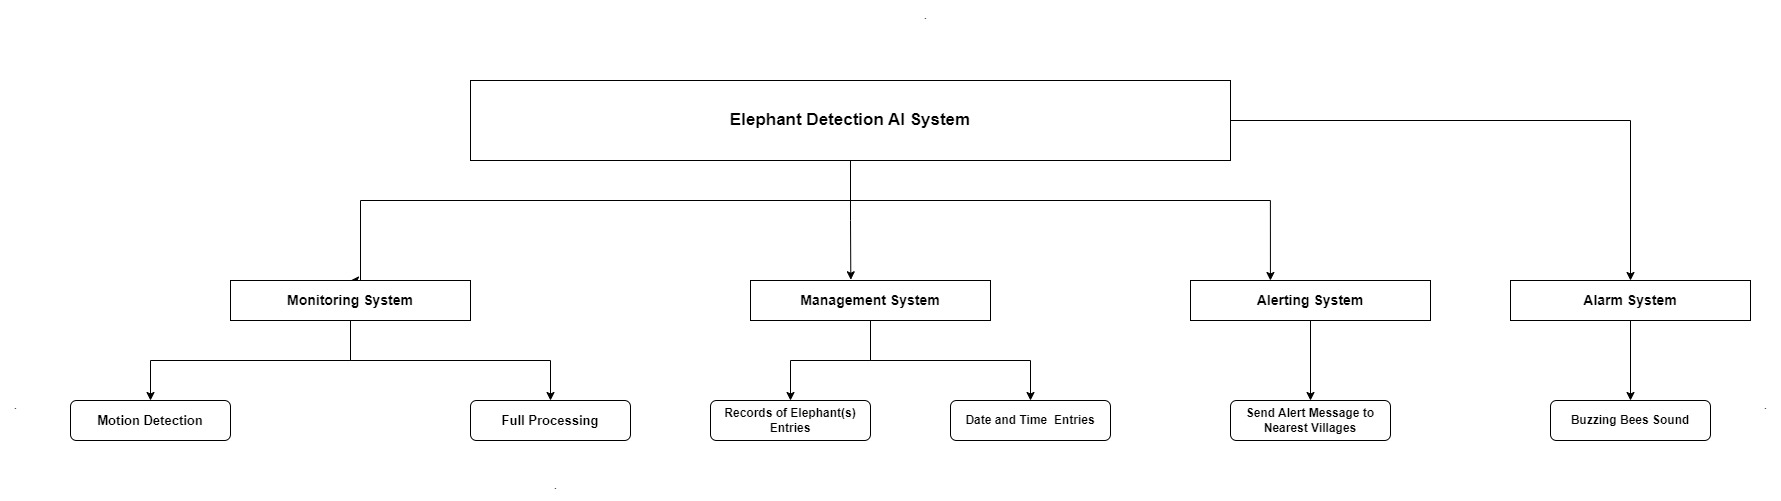 Elephant Detection AI System
Monitoring System
Management System
Alerting System
Alarm System
Motion Detection
Full Processing
Records of Elephant(s)
Entries
Date and Time  Entries
Send Alert Message to
Nearest Villages
Buzzing Bees Sound